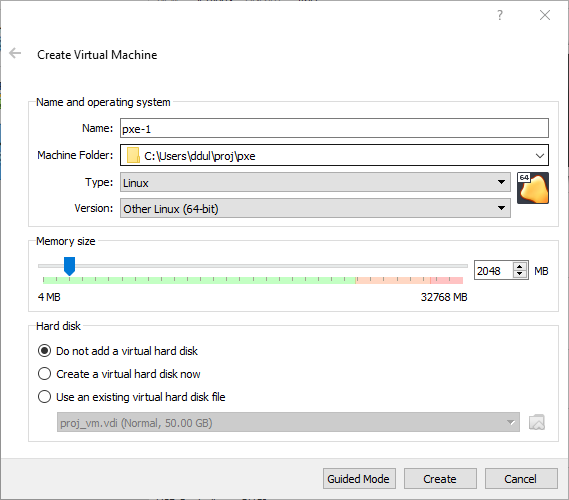 ?
Create Virtual Machine
Name and operating system
Name: pxe-1
Machine Folder: C:\Users\ddul\proj\pxe
Type: Linux
64
Version: Other Linux (64-bit)
Memory size
2048 MB
4 MB 32768 MB
Hard disk
Do not add a virtual hard disk
Create a virtual hard disk now
Use an existing virtual hard disk file
proj_vm.vdi (Normal, 50.00 GB)
Guided Mode Create Cancel